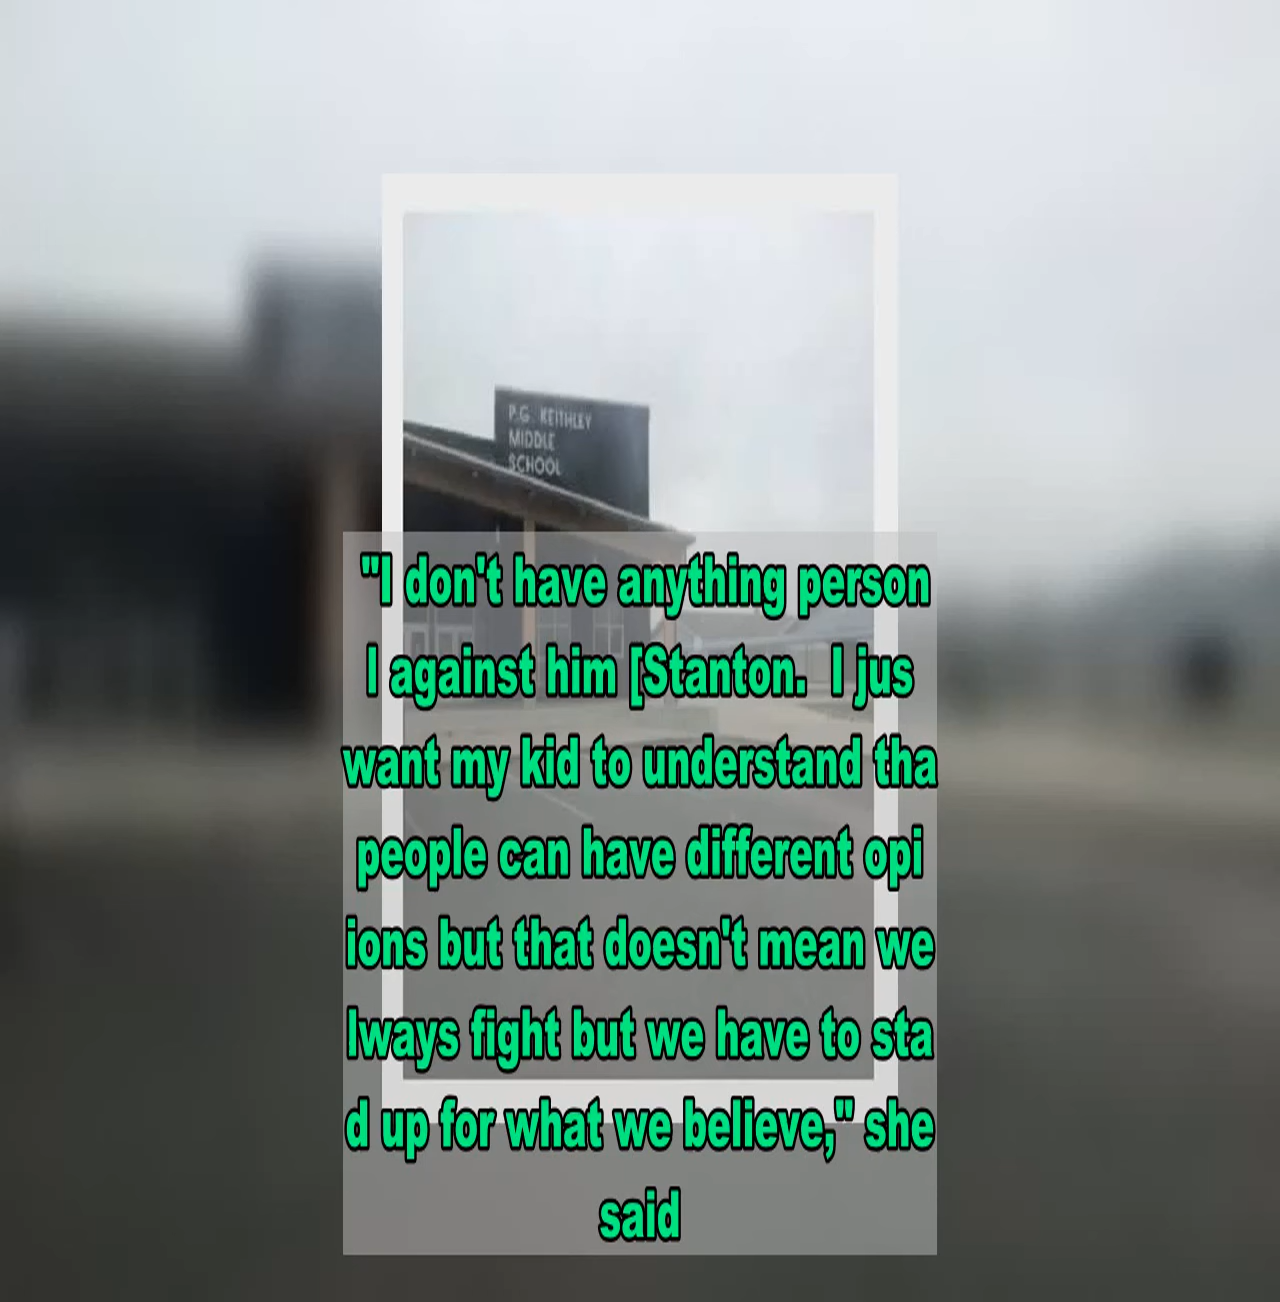 P.G. KEITHLEY
MIDDLE
SCHOOL
"I don't have anything person
l against him [Stanton.  I jus
want my kid to understand tha
people can have different opi
ions but that doesn't mean we
lways fight but we have to sta
d up for what we believe," she
said